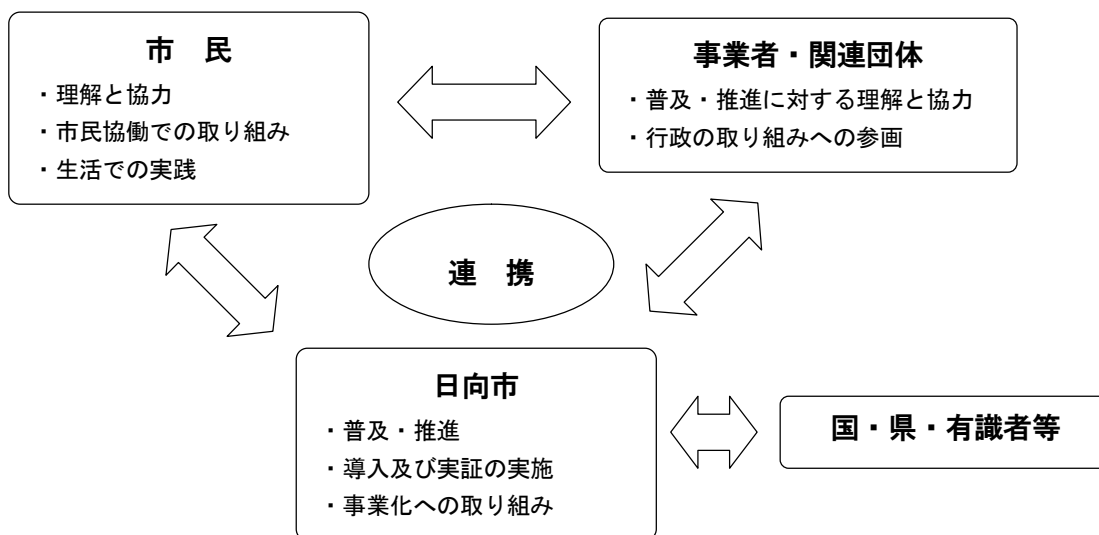 市　民
・理解と協力
・市民協働での取り組み
・生活での実践
事業者・関連団体
・普及・推進に対する理解と協力
・行政の取り組みへの参画
連　携
日向市
・普及・推進
・導入及び実証の実施
・事業化への取り組み
国・県・有識者等